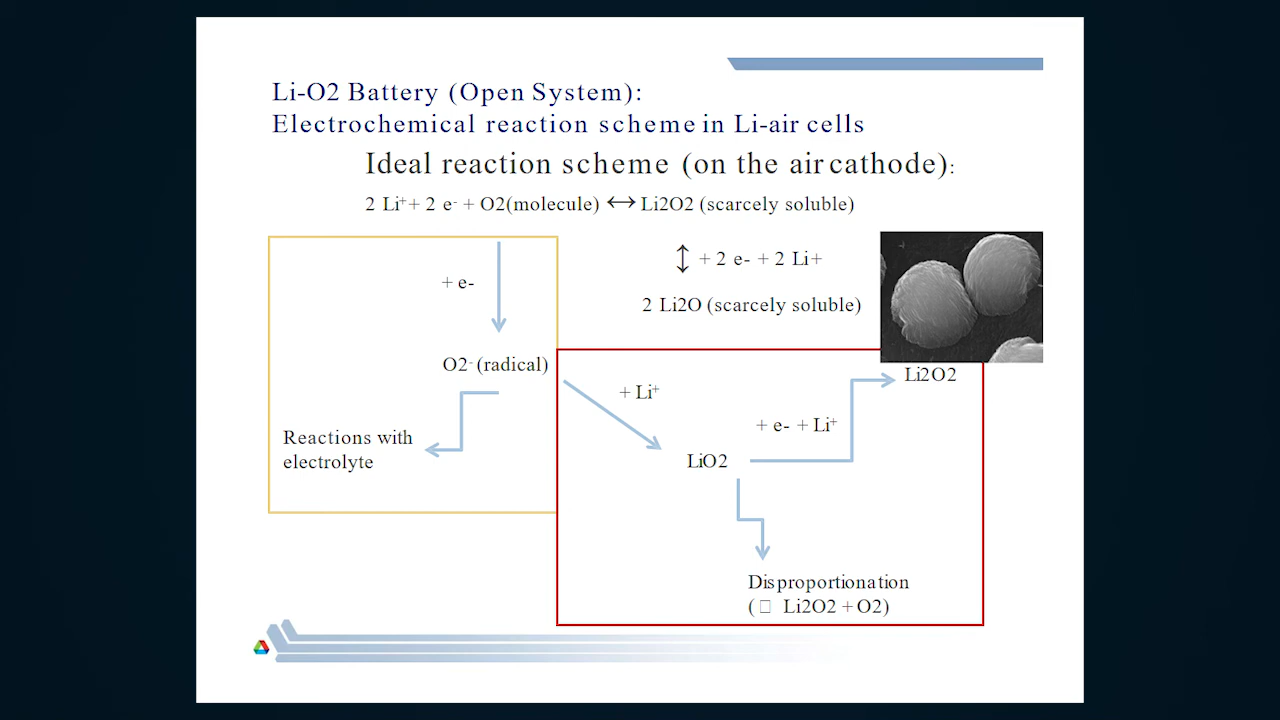 Li-O2 Battery (Open System):
Electrochemical reaction scheme in Li-air cells
Ideal reaction scheme (on the air cathode):
2 Li⁺ + 2 e⁻ + O2(molecule) ↔ Li2O2 (scarcely soluble)
↕ + 2 e- + 2 Li+
+ e-
2 Li2O (scarcely soluble)
O2⁻ (radical)
Li2O2
+ Li⁺
+ e- + Li⁺
Reactions with
electrolyte
LiO2
Disproportionation
(□ Li2O2 + O2)